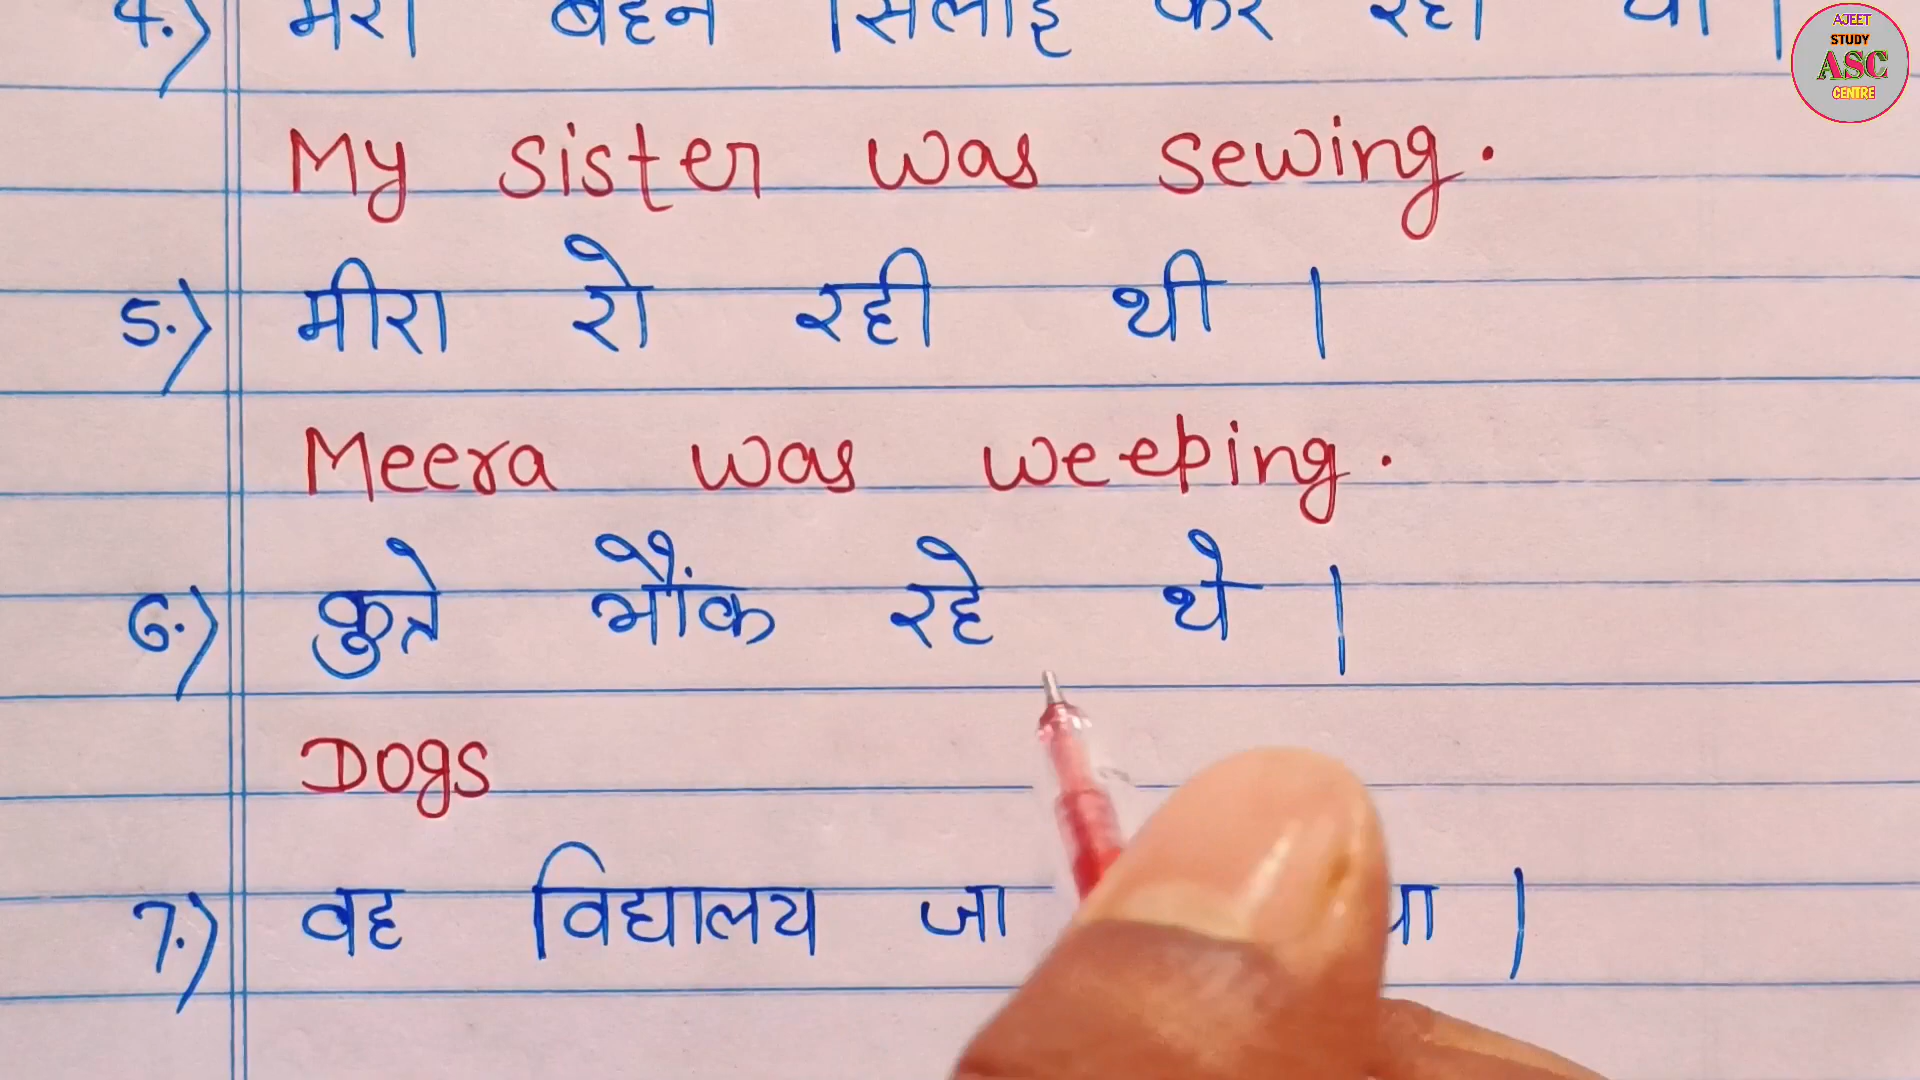 4.) मेरी बहन सिलाई कर रही थी |
My sister was sewing.
5.) मीरा रो रही थी |
Meera was weeping.
6.) कुत्ते भौंक रहे थे |
Dogs
7.) वह विद्यालय जा था |
AJEET
STUDY
ASC
CENTRE